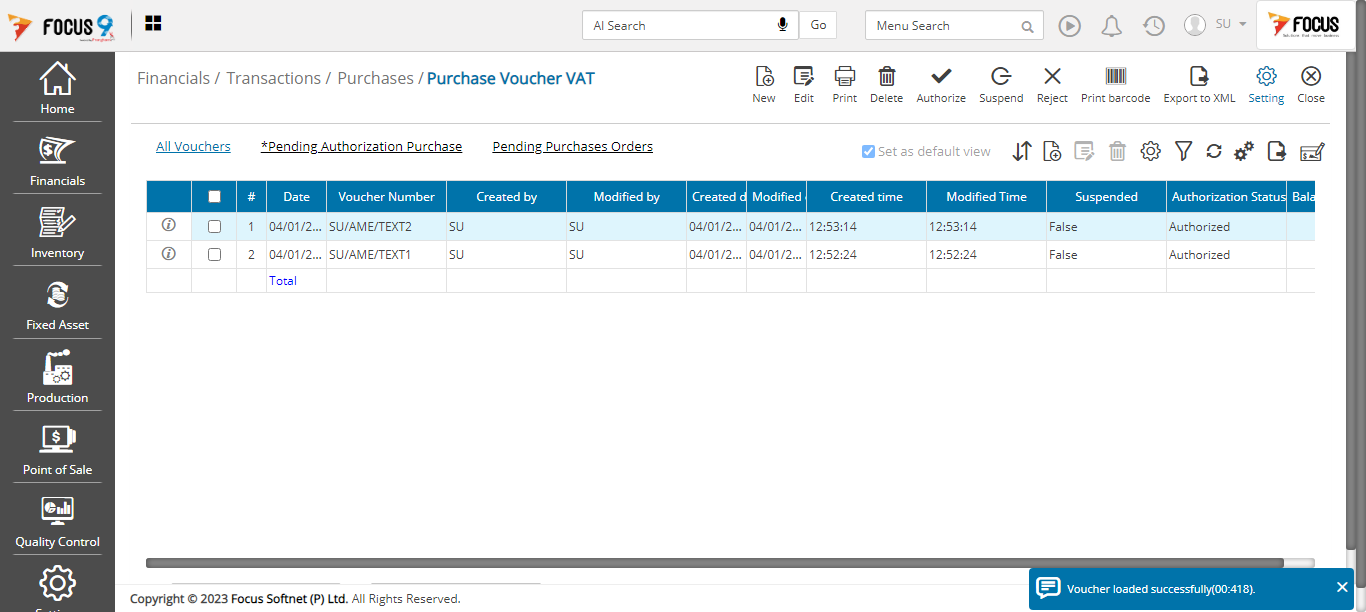 FOCUS 9
AI Search
Go
Menu Search
SU
FOCUS
Home
Financials
Inventory
Fixed Asset
Production
Point of Sale
Quality Control
Financials / Transactions / Purchases / Purchase Voucher VAT
New Edit Print Delete Authorize Suspend Reject Print barcode Export to XML Setting Close
All Vouchers *Pending Authorization Purchase Pending Purchases Orders
Set as default view
# Date Voucher Number Created by Modified by Created d Modified Created time Modified Time Suspended Authorization Status Bala
1 04/01/2... SU/AME/TEXT2 SU SU 04/01/2... 04/01/2... 12:53:14 12:53:14 False Authorized
2 04/01/2... SU/AME/TEXT1 SU SU 04/01/2... 04/01/2... 12:52:24 12:52:24 False Authorized
Total
Copyright © 2023 Focus Softnet (P) Ltd. All Rights Reserved.
Voucher loaded successfully(00:418).